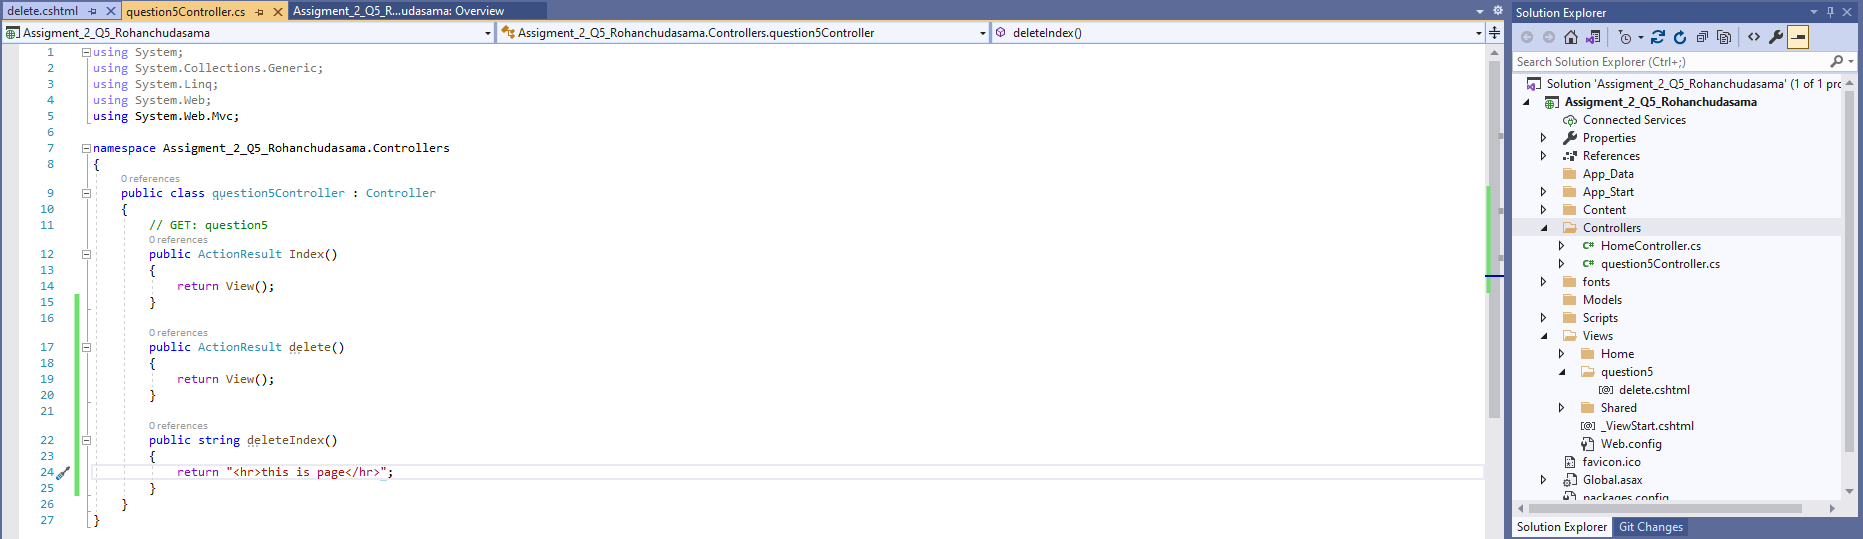 delete.cshtml
question5Controller.cs
Assigment_2_Q5_R...udasama: Overview
Assigment_2_Q5_Rohanchudasama
Assigment_2_Q5_Rohanchudasama.Controllers.question5Controller
deleteIndex()
1 using System;
2 using System.Collections.Generic;
3 using System.Linq;
4 using System.Web;
5 using System.Web.Mvc;
6
7 namespace Assigment_2_Q5_Rohanchudasama.Controllers
8 {
0 references
9 public class question5Controller : Controller
10 {
11 // GET: question5
0 references
12 public ActionResult Index()
13 {
14 return View();
15 }
16
0 references
17 public ActionResult delete()
18 {
19 return View();
20 }
21
0 references
22 public string deleteIndex()
23 {
24 return "<hr>this is page</hr>";
25 }
26 }
27 }
Solution Explorer
Search Solution Explorer (Ctrl+;)
Solution 'Assigment_2_Q5_Rohanchudasama' (1 of 1 pro
Assigment_2_Q5_Rohanchudasama
Connected Services
Properties
References
App_Data
App_Start
Content
Controllers
C# HomeController.cs
C# question5Controller.cs
fonts
Models
Scripts
Views
Home
question5
[@] delete.cshtml
Shared
[@] _ViewStart.cshtml
Web.config
favicon.ico
Global.asax
packages.config
Solution Explorer
Git Changes